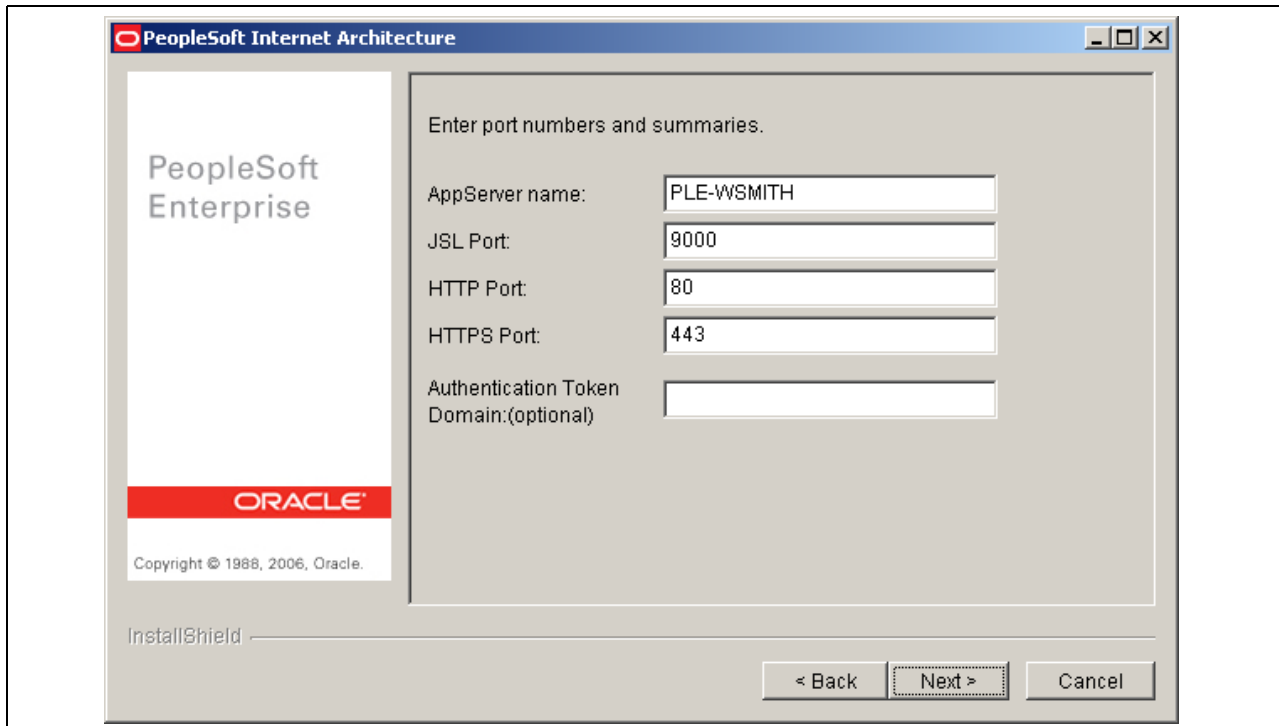 PeopleSoft Internet Architecture
PeopleSoft
Enterprise
ORACLE
Copyright © 1988, 2006, Oracle.
Enter port numbers and summaries.
AppServer name:
PLE-WSMITH
JSL Port:
9000
HTTP Port:
80
HTTPS Port:
443
Authentication Token
Domain:(optional)
InstallShield
< Back
Next >
Cancel